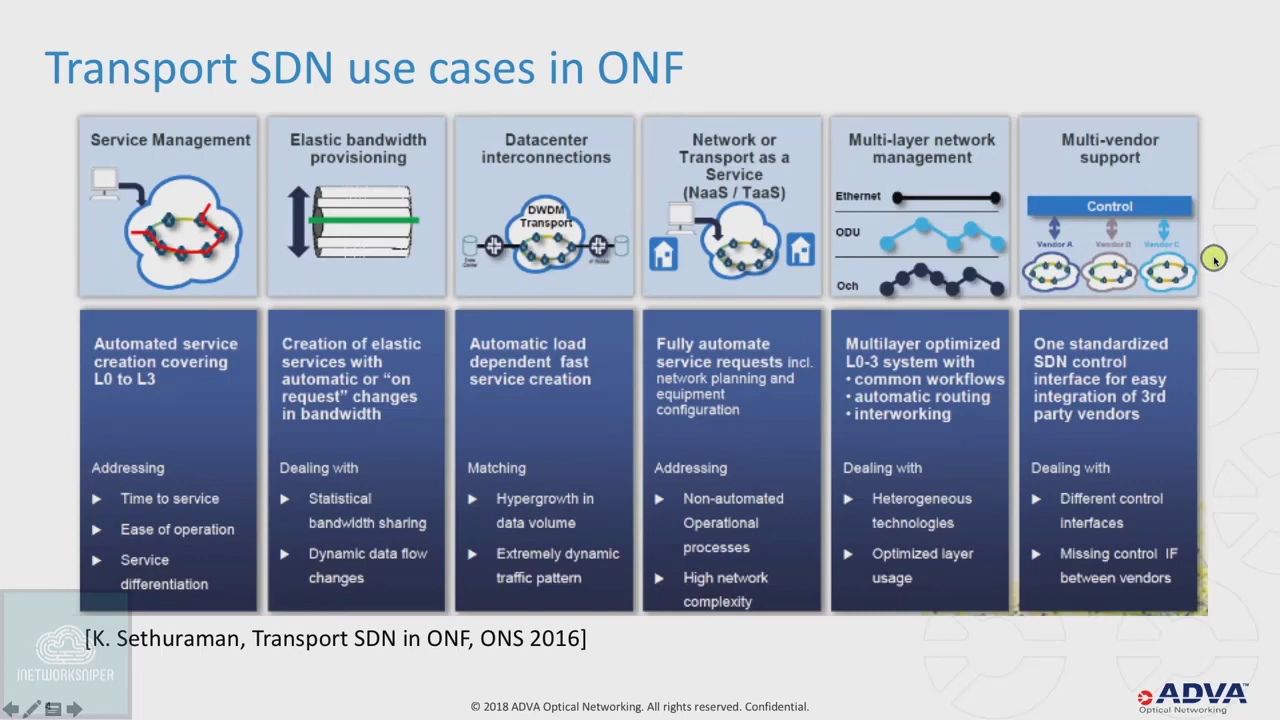 Transport SDN use cases in ONF
Service Management
Elastic bandwidth
provisioning
Datacenter
interconnections
DWDM
Transport
Network or
Transport as a
Service
(NaaS / TaaS)
Multi-layer network
management
Ethernet
ODU
Och
Multi-vendor
support
Control
Vendor A
Vendor B
Vendor C
Automated service
creation covering
L0 to L3
Addressing
Time to service
Ease of operation
Service
differentiation
Creation of elastic
services with
automatic or “on
request” changes
in bandwidth
Dealing with
Statistical
bandwidth sharing
Dynamic data flow
changes
Automatic load
dependent fast
service creation
Matching
Hypergrowth in
data volume
Extremely dynamic
traffic pattern
Fully automate
service requests incl.
network planning and
equipment
configuration
Addressing
Non-automated
Operational
processes
High network
complexity
Multilayer optimized
L0-3 system with
• common workflows
• automatic routing
• interworking
Dealing with
Heterogeneous
technologies
Optimized layer
usage
One standardized
SDN control
interface for easy
integration of 3rd
party vendors
Dealing with
Different control
interfaces
Missing control IF
between vendors
[K. Sethuraman, Transport SDN in ONF, ONS 2016]
INETWORKSNIPER
© 2018 ADVA Optical Networking. All rights reserved. Confidential.
ADVA™
Optical Networking